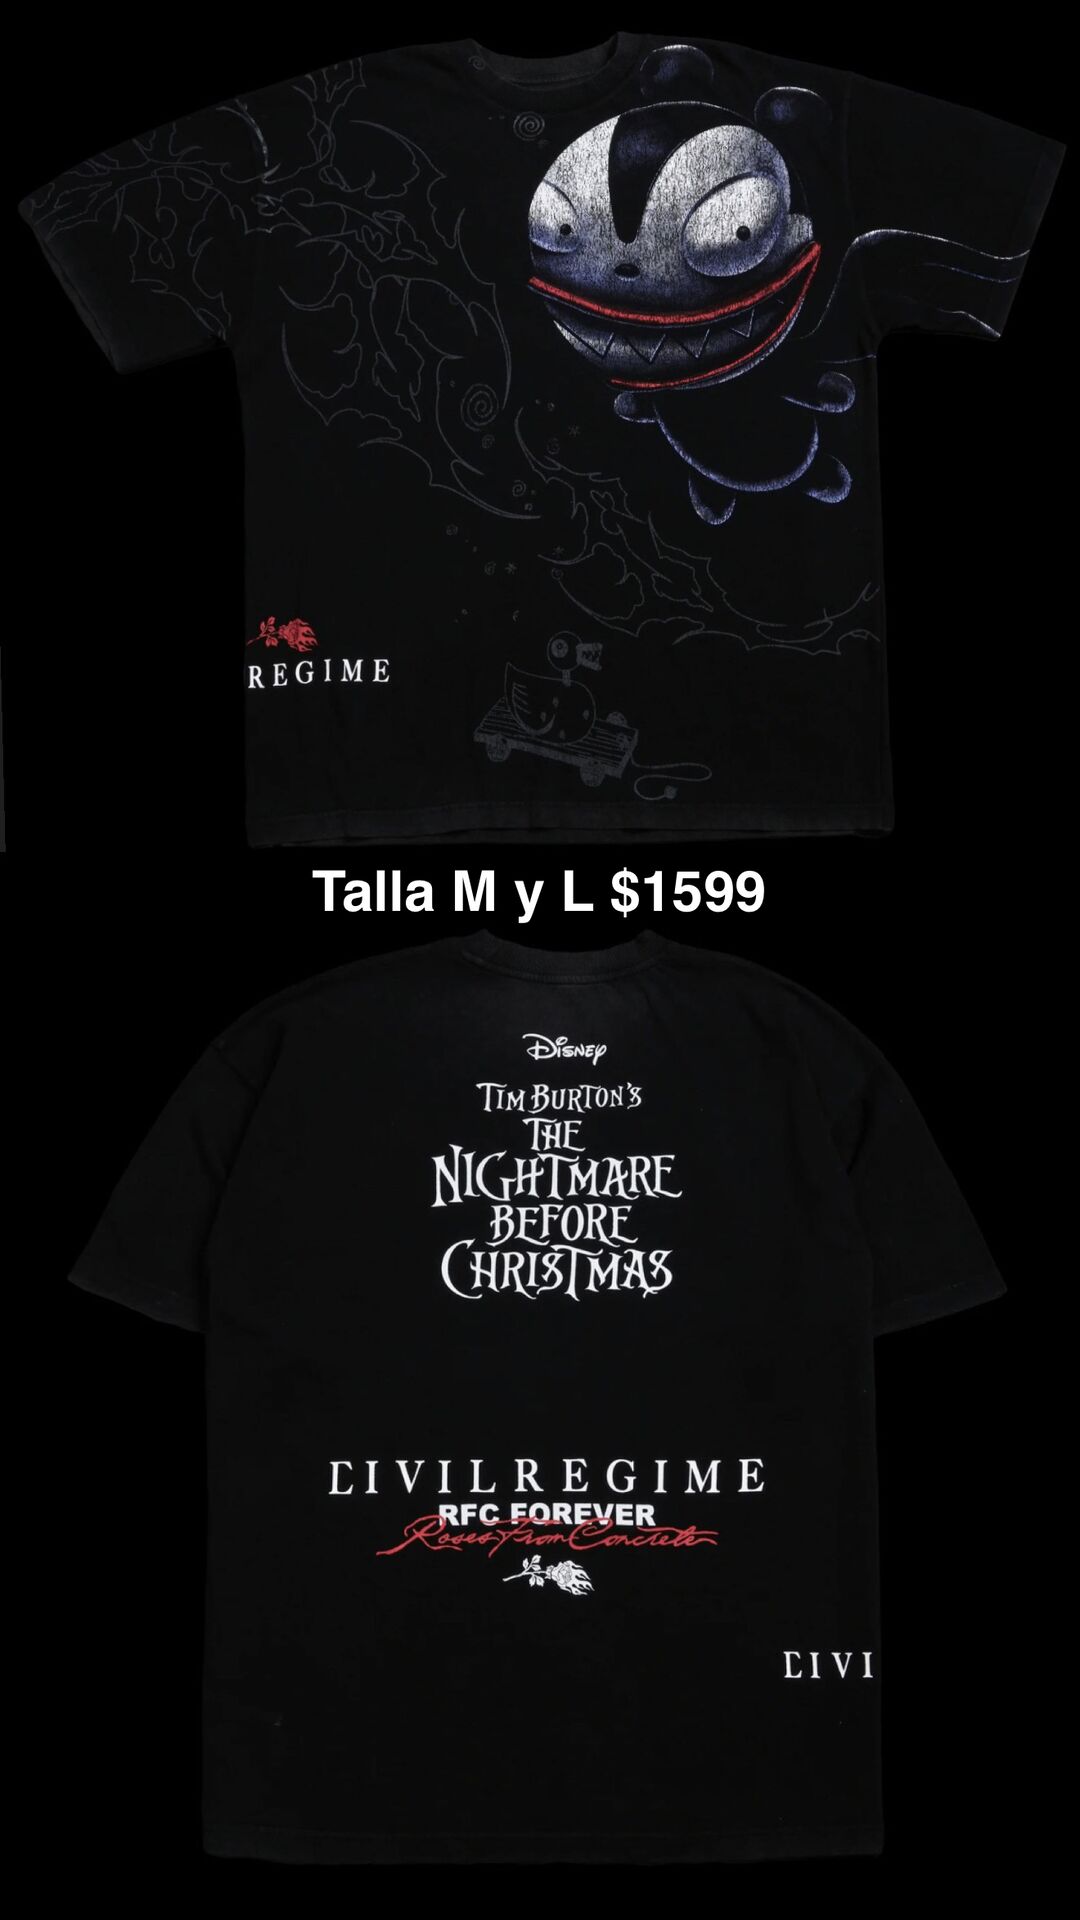 REGIME
Talla M y L $1599
Disney
TIM BURTON'S
THE
NIGHTMARE
BEFORE
CHRISTMAS
CIVILREGIME
RFC FOREVER
Roses From Concrete
CIVI